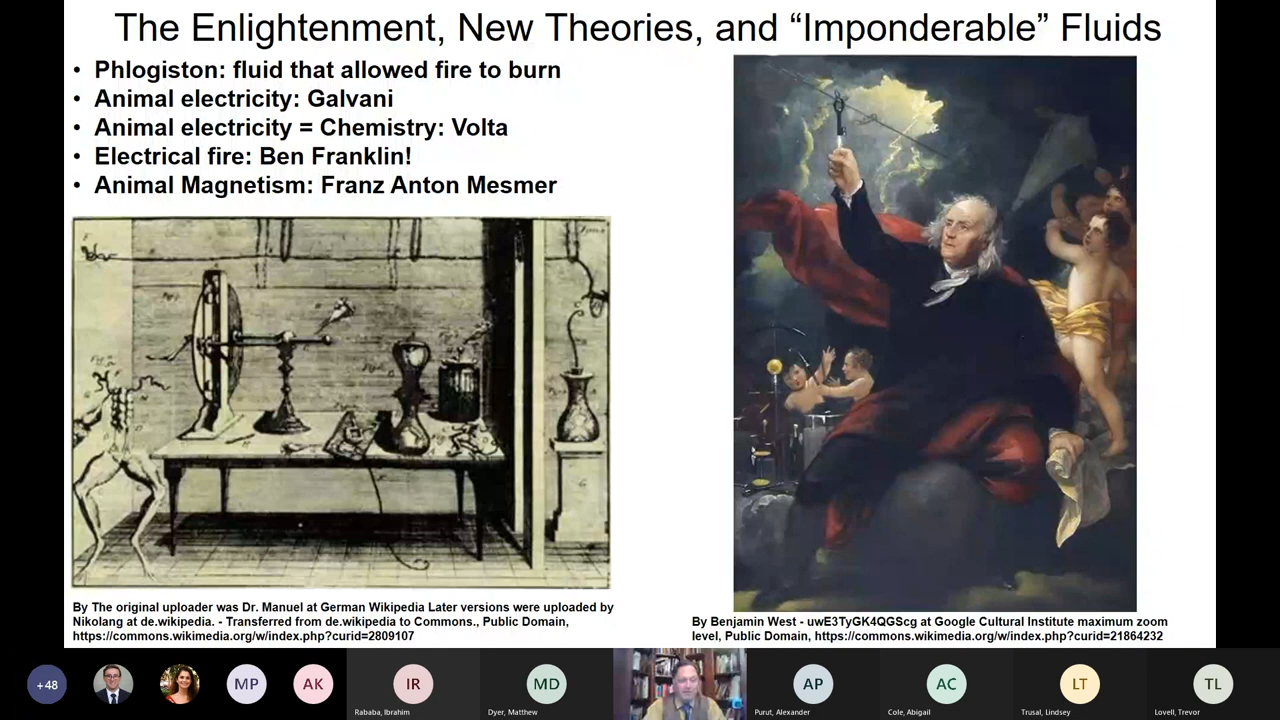 The Enlightenment, New Theories, and “Imponderable” Fluids
• Phlogiston: fluid that allowed fire to burn
• Animal electricity: Galvani
• Animal electricity = Chemistry: Volta
• Electrical fire: Ben Franklin!
• Animal Magnetism: Franz Anton Mesmer
By The original uploader was Dr. Manuel at German Wikipedia Later versions were uploaded by
Nikolang at de.wikipedia. - Transferred from de.wikipedia to Commons., Public Domain,
https://commons.wikimedia.org/w/index.php?curid=2809107
By Benjamin West - uwE3TyGK4QGScg at Google Cultural Institute maximum zoom
level, Public Domain, https://commons.wikimedia.org/w/index.php?curid=21864232
+48
MP
AK
IR
MD
AP
AC
LT
TL
Rababa, Ibrahim
Dyer, Matthew
Purut, Alexander
Cole, Abigail
Trusal, Lindsey
Lovell, Trevor